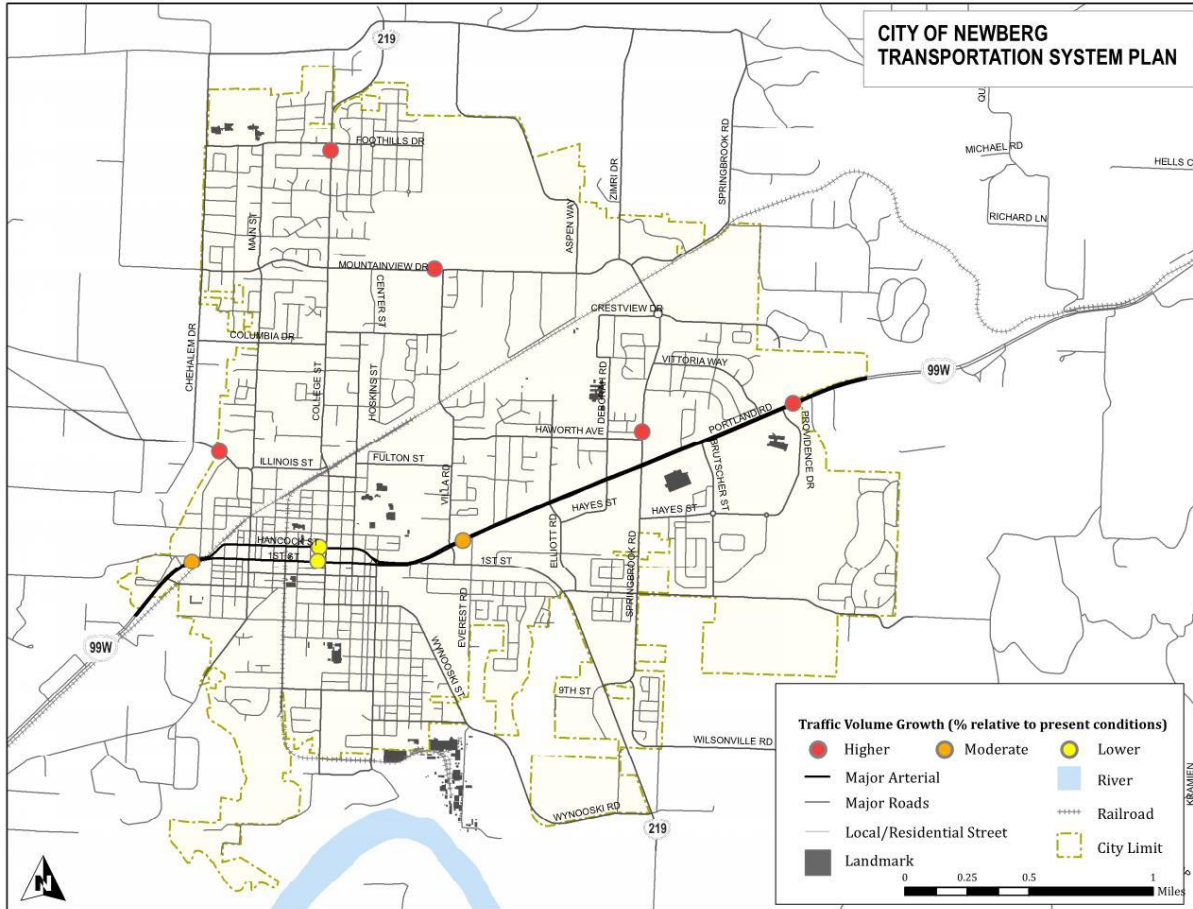 CITY OF NEWBERG
TRANSPORTATION SYSTEM PLAN
219
QU
MICHAEL RD
HELLS C
RICHARD LN
FOOTHILLS DR
MAIN ST
ZIMRI DR
SPRINGBROOK RD
ASPEN WAY
MOUNTAINVIEW DR
CENTER ST
CRESTVIEW DR
COLUMBIA DR
CHEHALEM DR
COLLEGE ST
HOSKINS ST
VITTORIA WAY
99W
DEBORAH RD
PORTLAND RD
HAWORTH AVE
PROVIDENCE DR
BRUTSCHER ST
ILLINOIS ST
FULTON ST
VILLA RD
HAYES ST
HAYES ST
HANCOCK ST
1ST ST
1ST ST
ELLIOTT RD
SPRINGBROOK RD
EVEREST RD
99W
WYNOOSKI ST
9TH ST
WILSONVILLE RD
WYNOOSKI RD
219
KRAMIEN
Traffic Volume Growth (% relative to present conditions)
Higher Moderate Lower
Major Arterial River
Major Roads
Railroad
Local/Residential Street
City Limit
Landmark
N
0 0.25 0.5 1
Miles